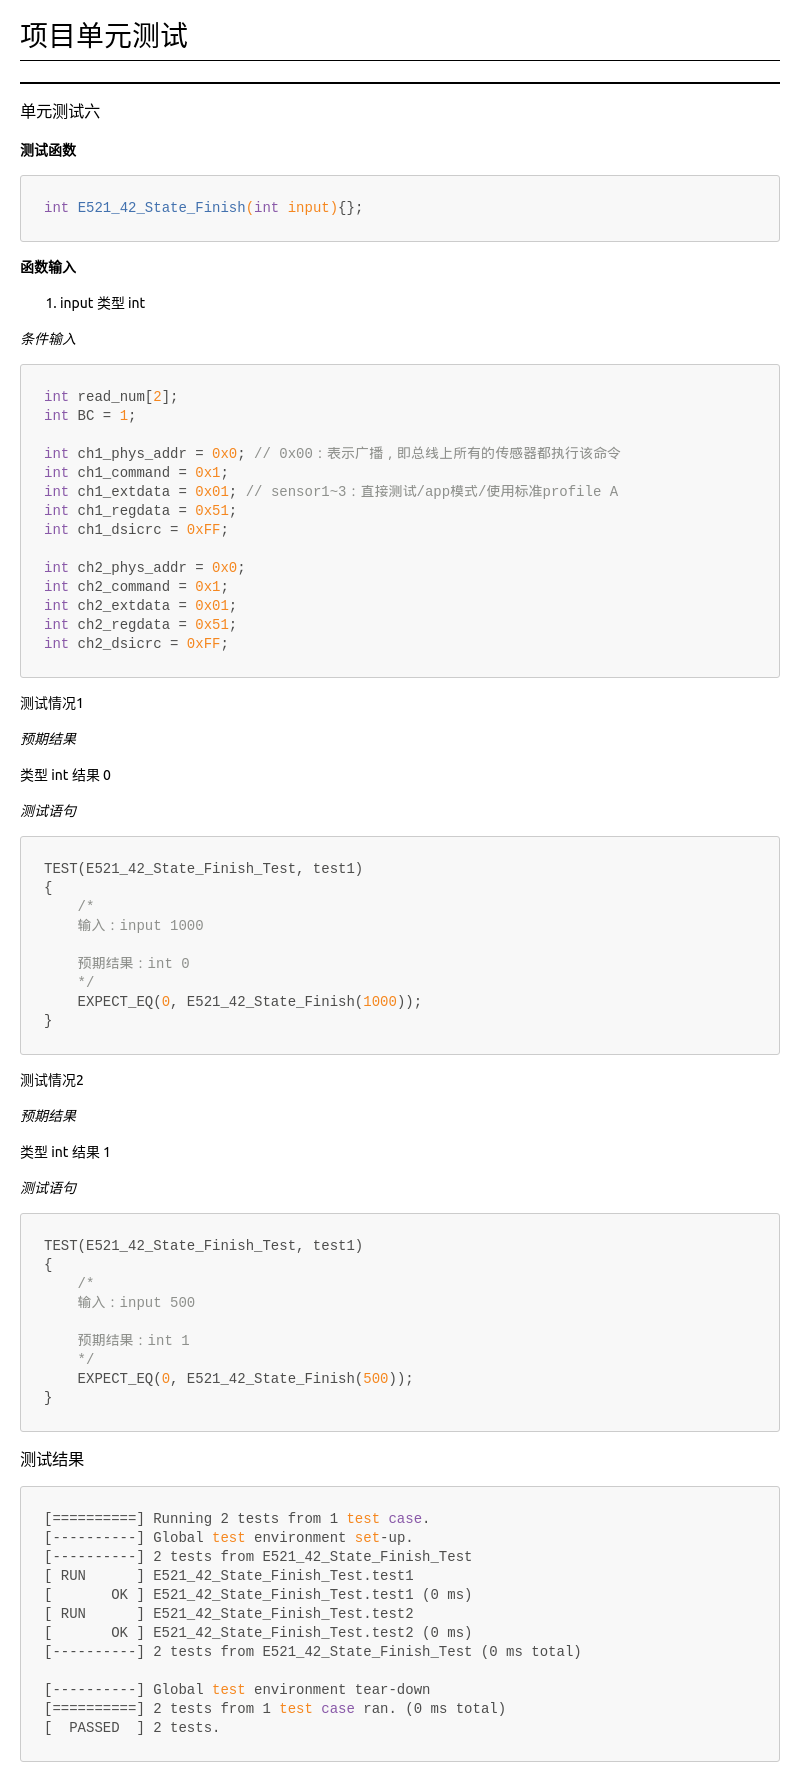 项目单元测试
单元测试六
测试函数
int E521_42_State_Finish(int input){};
函数输入
1. input 类型 int
条件输入
int read_num[2];
int BC = 1;
int ch1_phys_addr = 0x0; // 0x00：表示广播，即总线上所有的传感器都执行该命令
int ch1_command = 0x1;
int ch1_extdata = 0x01; // sensor1~3：直接测试/app模式/使用标准profile A
int ch1_regdata = 0x51;
int ch1_dsicrc = 0xFF;
int ch2_phys_addr = 0x0;
int ch2_command = 0x1;
int ch2_extdata = 0x01;
int ch2_regdata = 0x51;
int ch2_dsicrc = 0xFF;
测试情况1
预期结果
类型 int 结果 0
测试语句
TEST(E521_42_State_Finish_Test, test1)
{
    /*
    输入：input 1000
    预期结果：int 0
    */
    EXPECT_EQ(0, E521_42_State_Finish(1000));
}
测试情况2
预期结果
类型 int 结果 1
测试语句
TEST(E521_42_State_Finish_Test, test1)
{
    /*
    输入：input 500
    预期结果：int 1
    */
    EXPECT_EQ(0, E521_42_State_Finish(500));
}
测试结果
[==========] Running 2 tests from 1 test case.
[----------] Global test environment set-up.
[----------] 2 tests from E521_42_State_Finish_Test
[ RUN      ] E521_42_State_Finish_Test.test1
[       OK ] E521_42_State_Finish_Test.test1 (0 ms)
[ RUN      ] E521_42_State_Finish_Test.test2
[       OK ] E521_42_State_Finish_Test.test2 (0 ms)
[----------] 2 tests from E521_42_State_Finish_Test (0 ms total)
[----------] Global test environment tear-down
[==========] 2 tests from 1 test case ran. (0 ms total)
[  PASSED  ] 2 tests.